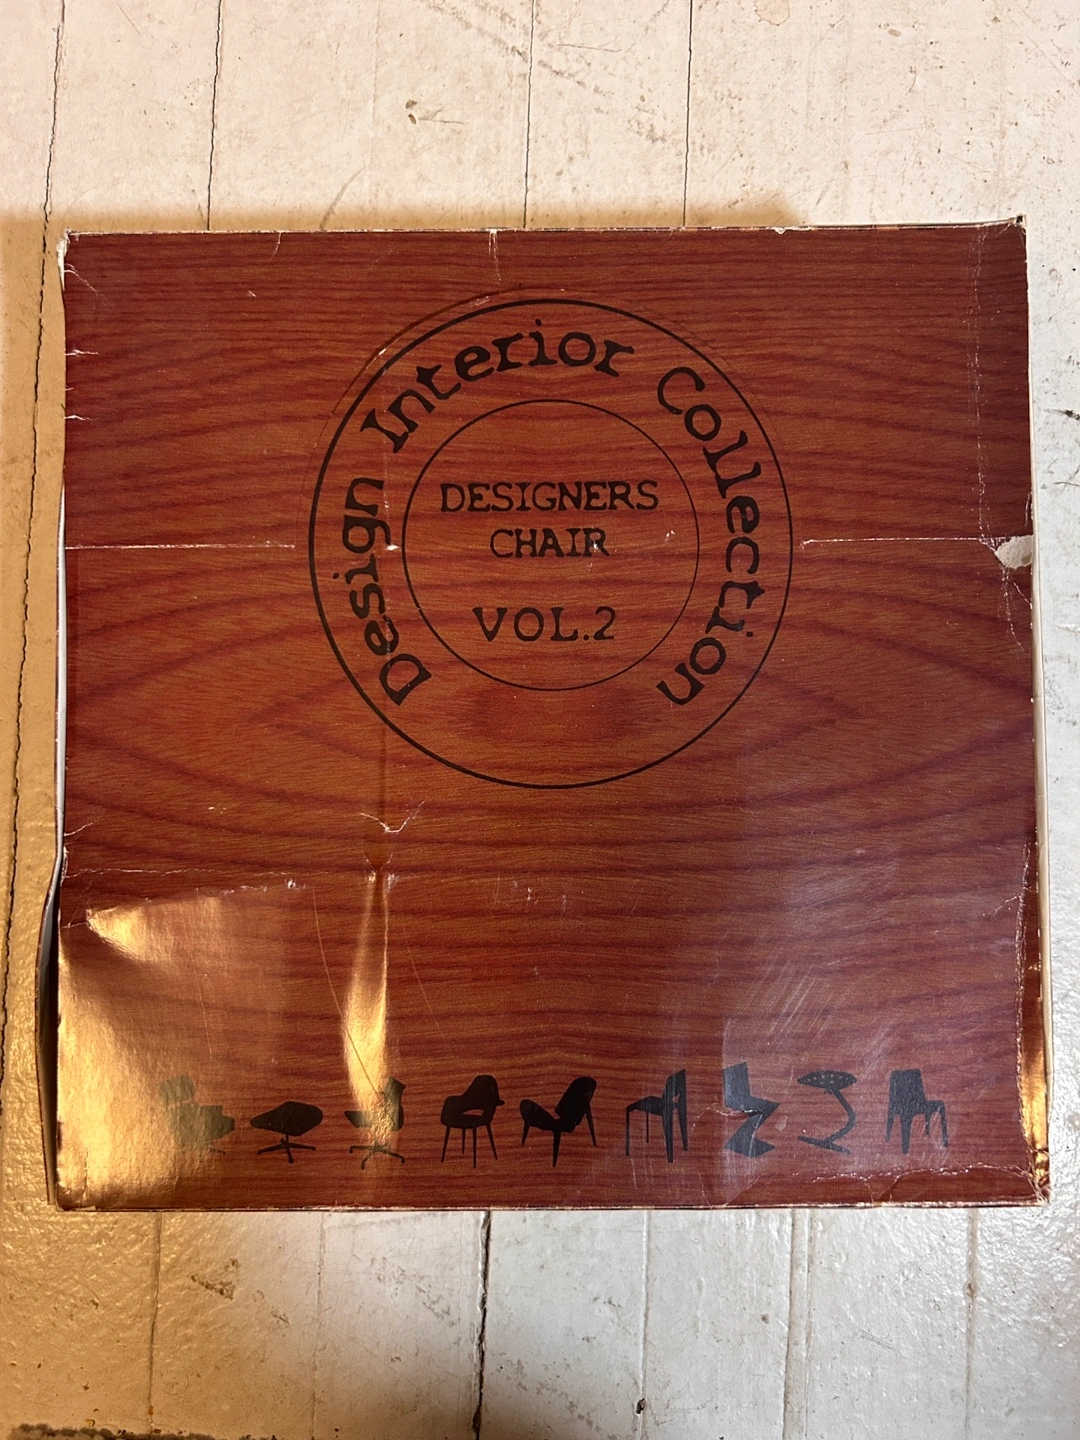 Design Interior Collection
DESIGNERS
CHAIR
VOL.2